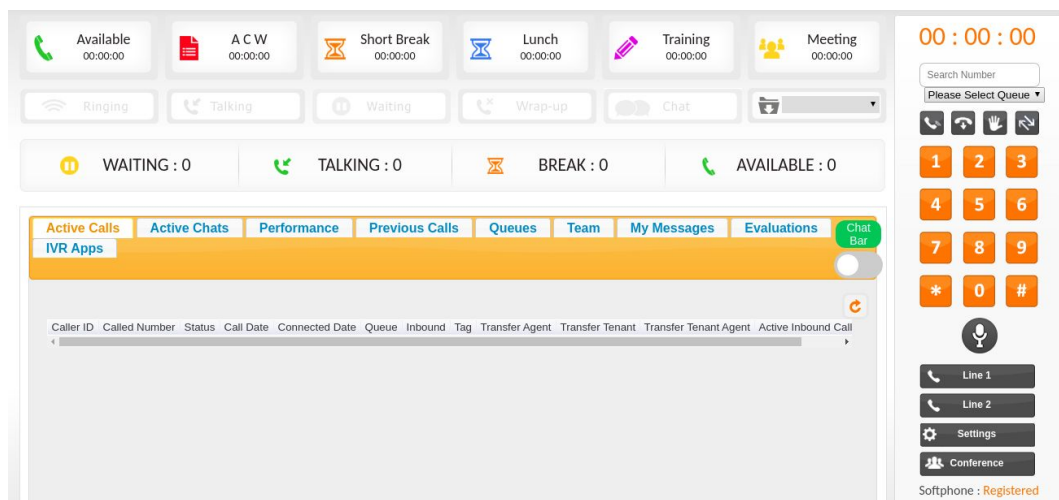 Available
00:00:00
A C W
00:00:00
Short Break
00:00:00
Lunch
00:00:00
Training
00:00:00
Meeting
00:00:00
Ringing
Talking
Waiting
Wrap-up
Chat
WAITING : 0
TALKING : 0
BREAK : 0
AVAILABLE : 0
Active Calls Active Chats Performance Previous Calls Queues Team My Messages Evaluations
IVR Apps
Chat
Bar
Caller ID Called Number Status Call Date Connected Date Queue Inbound Tag Transfer Agent Transfer Tenant Transfer Tenant Agent Active Inbound Call
00 : 00 : 00
Search Number
Please Select Queue
1 2 3
4 5 6
7 8 9
* 0 #
Line 1
Line 2
Settings
Conference
Softphone : Registered